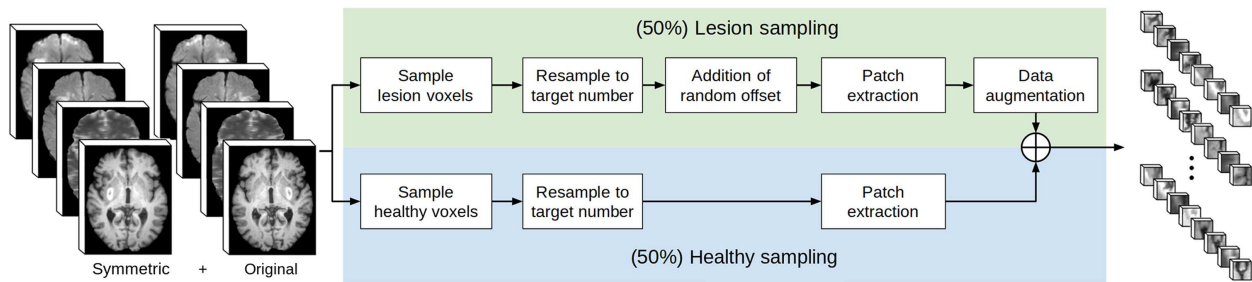 (50%) Lesion sampling
Sample
lesion voxels
Resample to
target number
Addition of
random offset
Patch
extraction
Data
augmentation
Sample
healthy voxels
Resample to
target number
Patch
extraction
(50%) Healthy sampling
Symmetric + Original